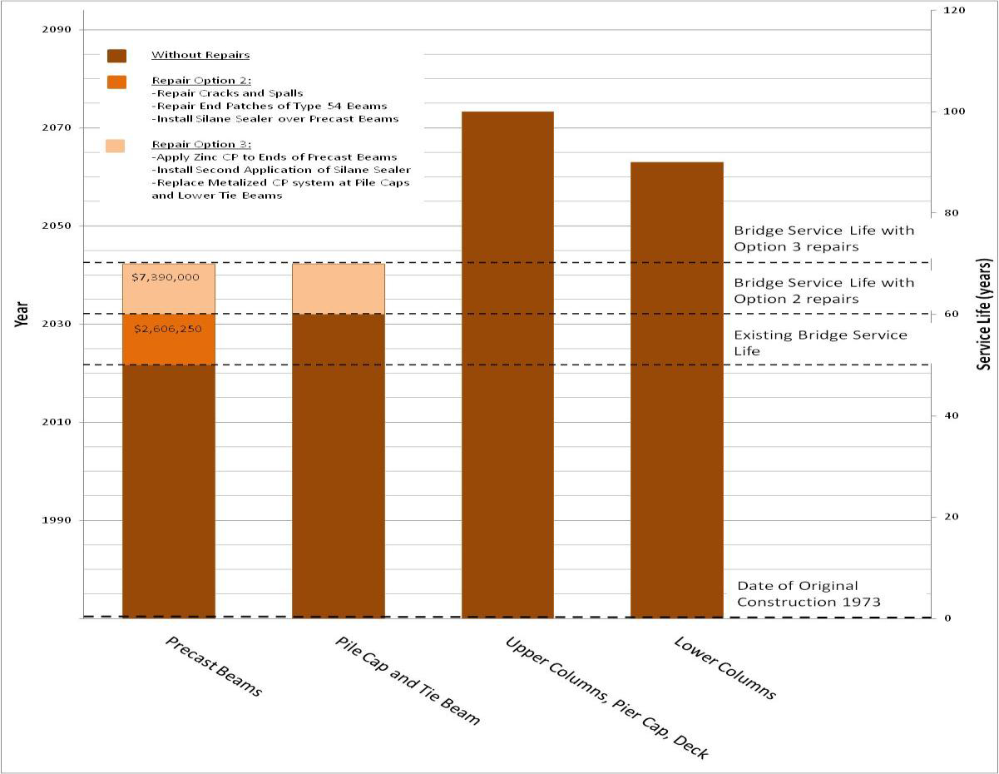 2090
2070
2050
2030
2010
1990
Year
120
100
80
60
40
20
0
Service Life (years)
Without Repairs
Repair Option 2:
-Repair Cracks and Spalls
-Repair End Patches of Type 54 Beams
-Install Silane Sealer over Precast Beams
Repair Option 3:
-Apply Zinc CP to Ends of Precast Beams
-Install Second Application of Silane Sealer
-Replace Metalized CP system at Pile Caps
and Lower Tie Beams
$7,390,000
$2,606,250
Bridge Service Life with
Option 3 repairs
Bridge Service Life with
Option 2 repairs
Existing Bridge Service
Life
Date of Original
Construction 1973
Precast Beams
Pile Cap and Tie Beam
Upper Columns, Pier Cap, Deck
Lower Columns